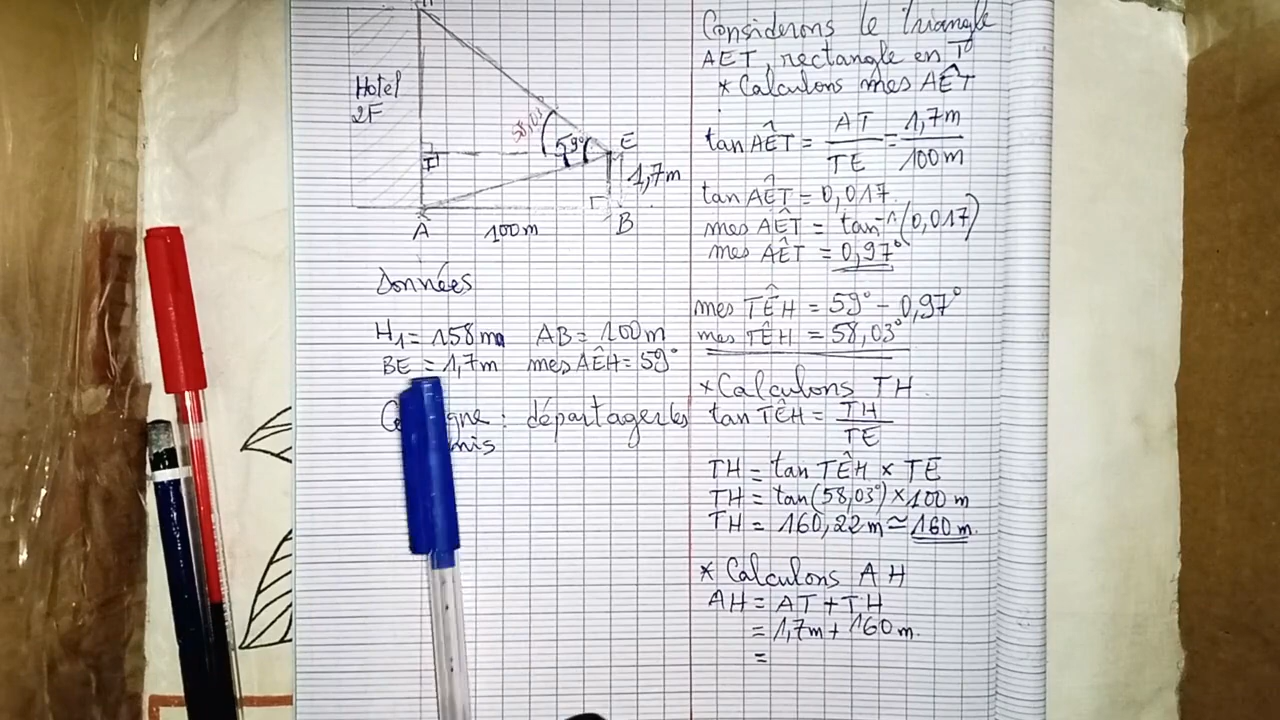 H
Hotel
2F
58,03
59°
E
T
1,7m
A
100m
B
Données
H1 = 158m AB = 100m
BE = 1,7m mes AÊH = 59°
: départager les
Considerons le triangle
AET, rectangle en T
* Calculons mes AÊT
tan AÊT = AT/TE = 1,7m/100m
tan AÊT = 0,017
mes AÊT = tan⁻¹(0,017)
mes AÊT = 0,97°
mes TÊH = 59° - 0,97°
mes TÊH = 58,03°
* Calculons TH.
tan TÊH = TH/TE
TH = tan TÊH × TE
TH = tan(58,03°) × 100 m
TH = 160,22m ≃ 160 m.
* Calculons AH
AH = AT + TH
= 1,7m + 160 m.
=